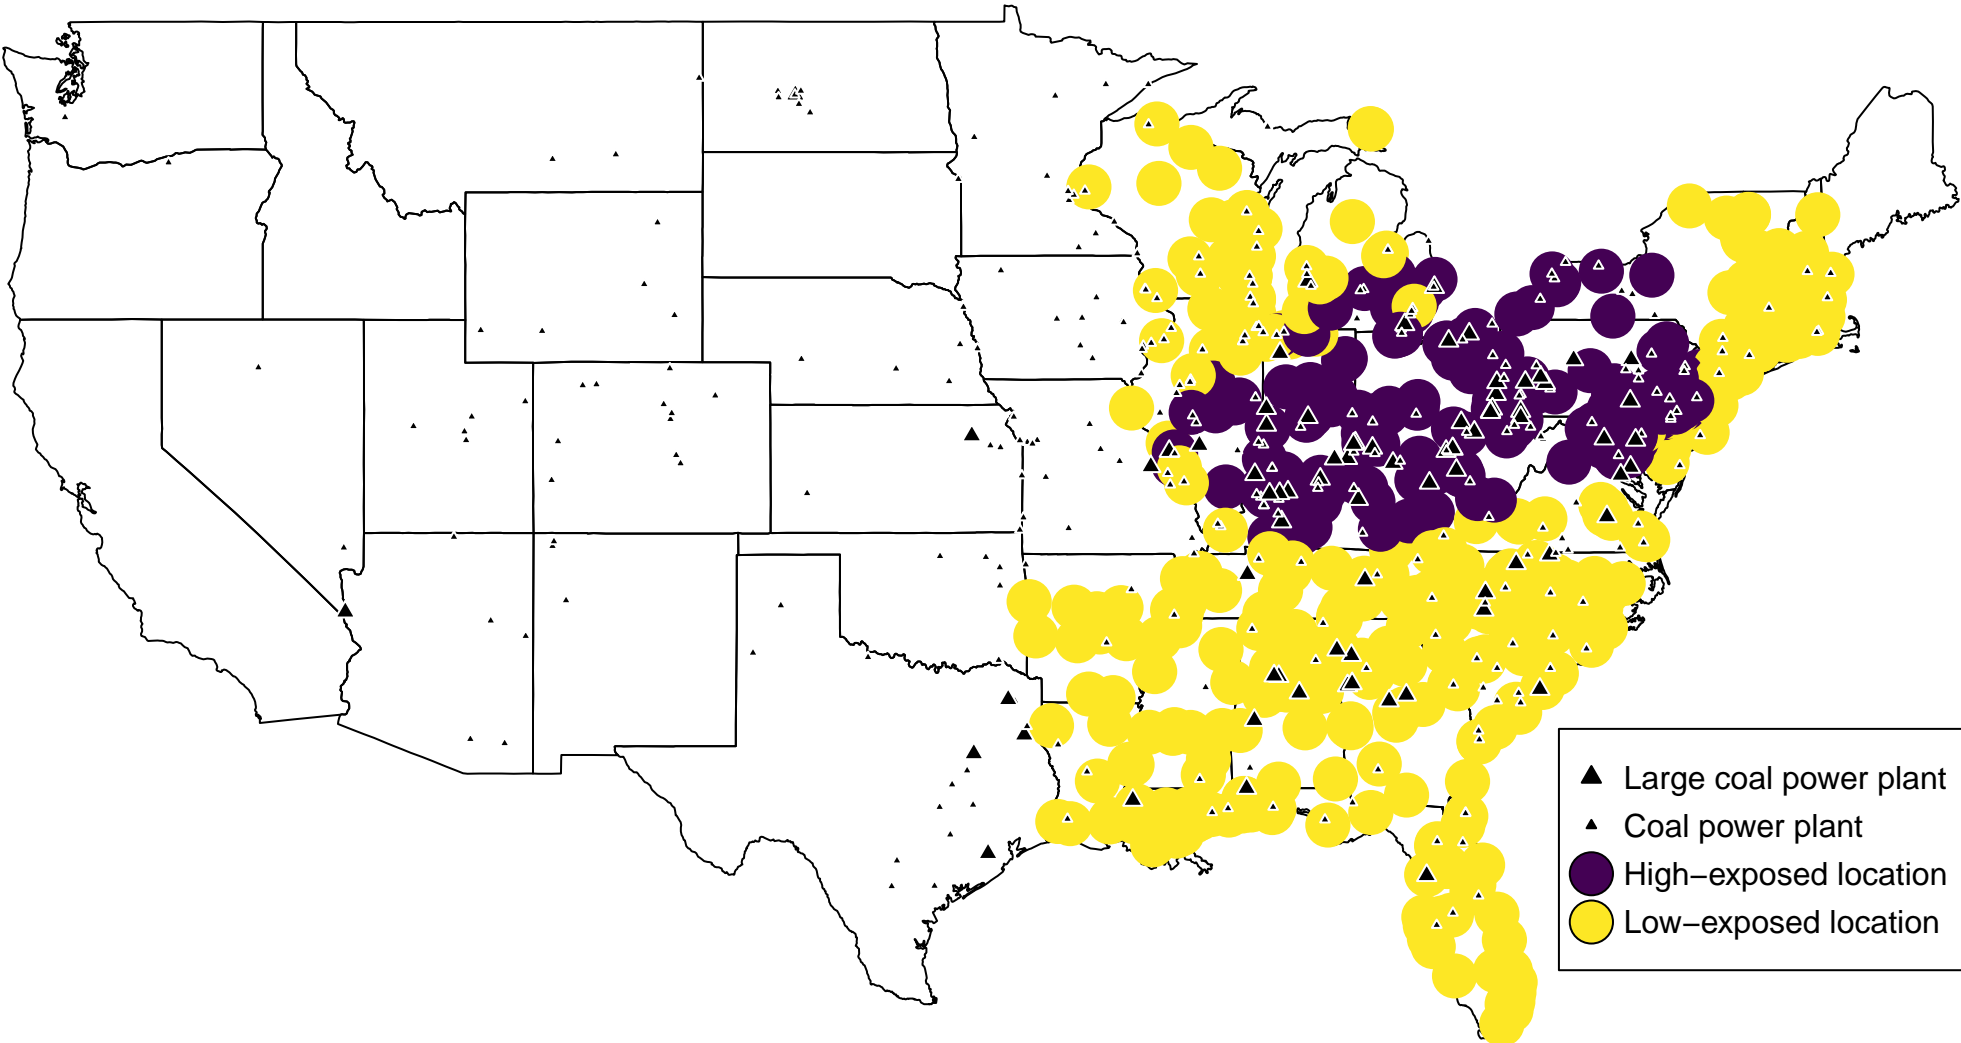 Large coal power plant
Coal power plant
High−exposed location
Low−exposed location